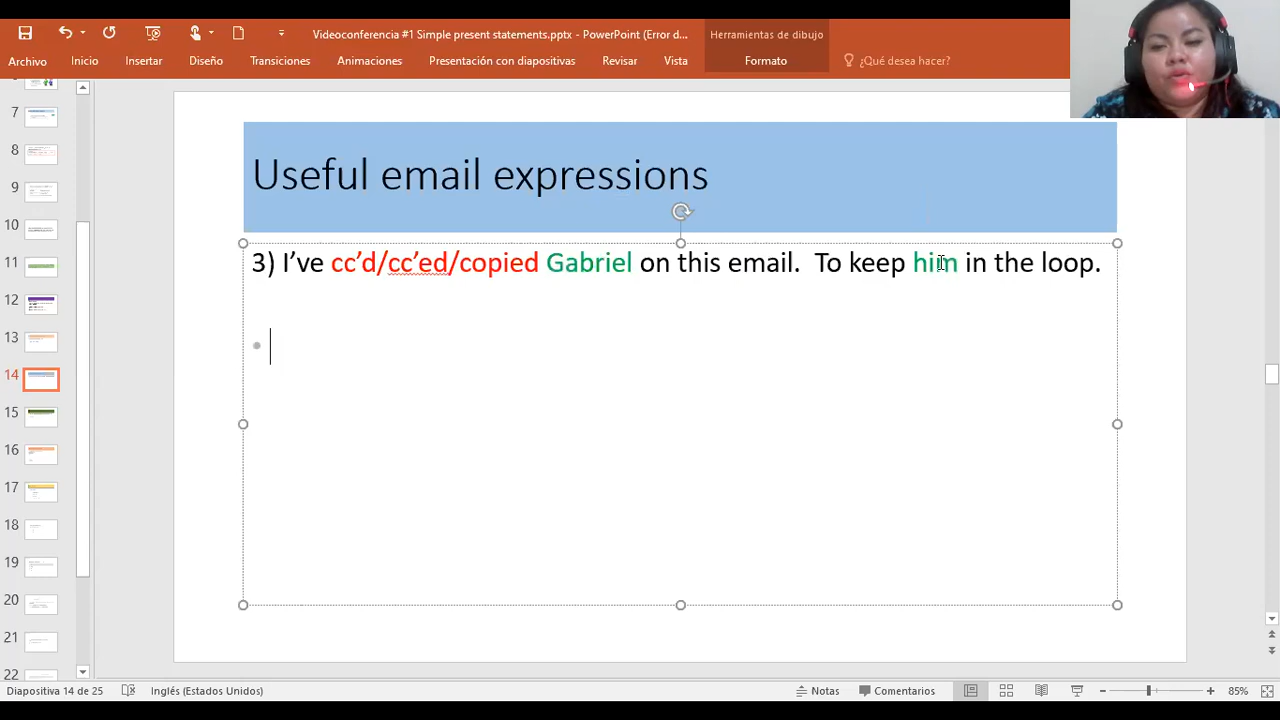 Videoconferencia #1 Simple present statements.pptx - PowerPoint (Error d...
Herramientas de dibujo
Archivo
Inicio
Insertar
Diseño
Transiciones
Animaciones
Presentación con diapositivas
Revisar
Vista
Formato
¿Qué desea hacer?
7
8
9
10
11
12
13
14
15
16
17
18
19
20
21
22
Useful email expressions
3) I’ve cc’d/cc’ed/copied Gabriel on this email.  To keep him in the loop.
Diapositiva 14 de 25
Inglés (Estados Unidos)
Notas
Comentarios
85%